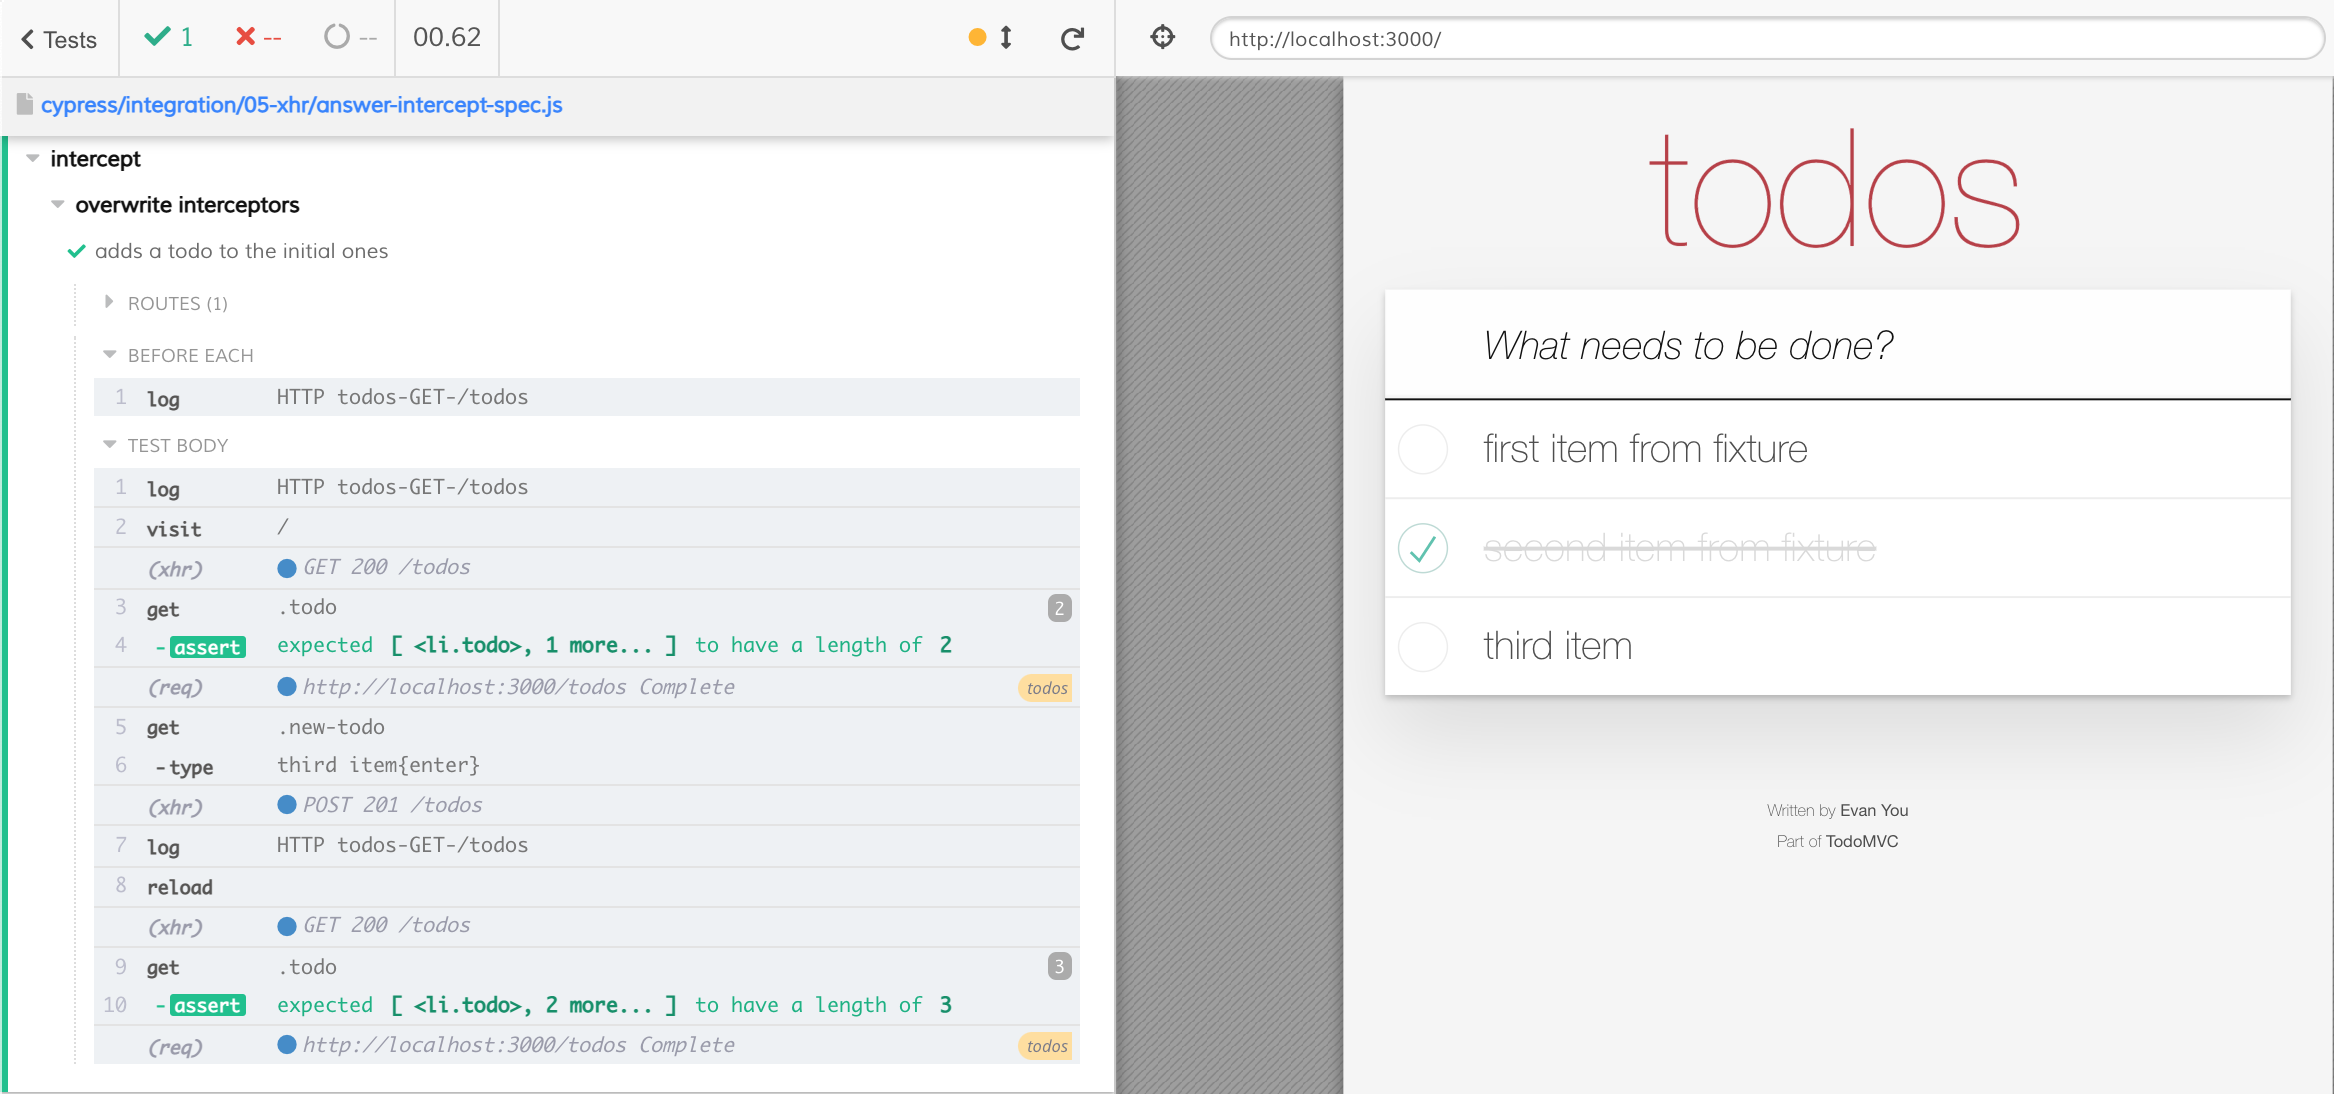 Tests
1
--
--
00.62
http://localhost:3000/
cypress/integration/05-xhr/answer-intercept-spec.js
intercept
overwrite interceptors
adds a todo to the initial ones
ROUTES (1)
BEFORE EACH
1 log HTTP todos-GET-/todos
TEST BODY
1 log HTTP todos-GET-/todos
2 visit /
(xhr) GET 200 /todos
3 get .todo 2
4 -assert expected [ <li.todo>, 1 more... ] to have a length of 2
(req) http://localhost:3000/todos Complete todos
5 get .new-todo
6 -type third item{enter}
(xhr) POST 201 /todos
7 log HTTP todos-GET-/todos
8 reload
(xhr) GET 200 /todos
9 get .todo 3
10 -assert expected [ <li.todo>, 2 more... ] to have a length of 3
(req) http://localhost:3000/todos Complete todos
todos
What needs to be done?
first item from fixture
second item from fixture
third item
Written by Evan You
Part of TodoMVC